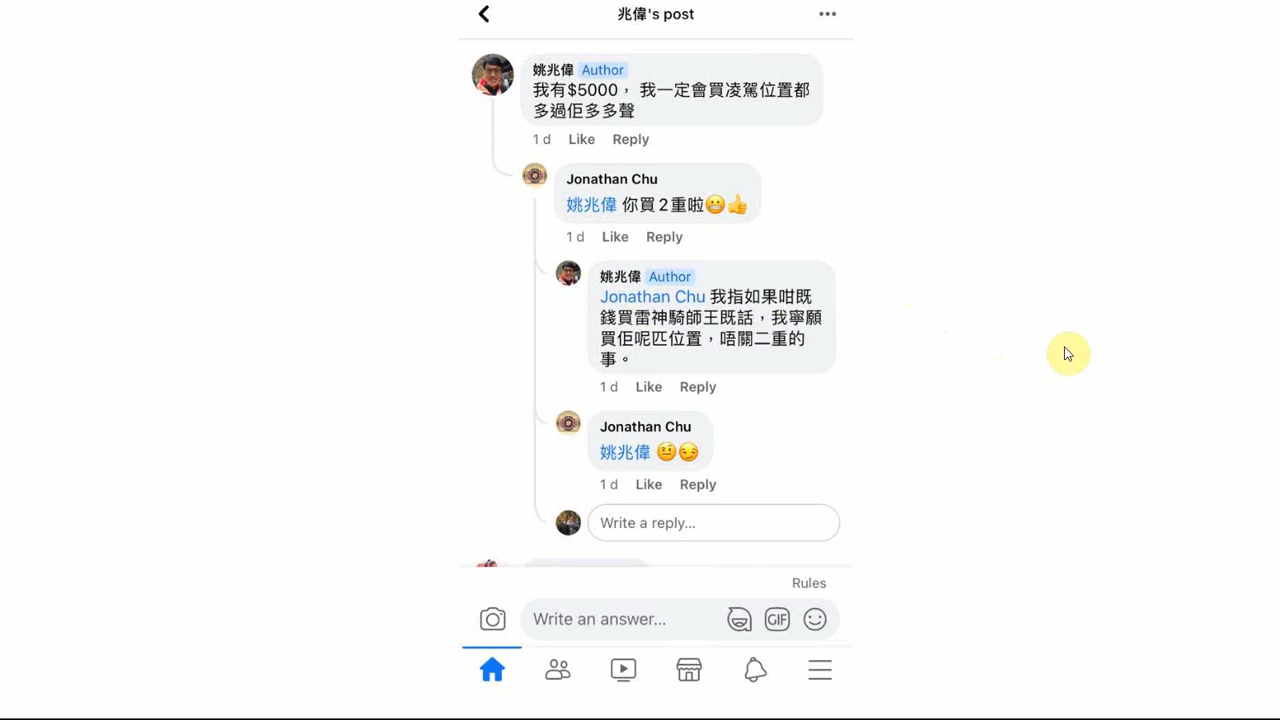 兆偉's post
姚兆偉 Author
我有$5000， 我一定會買凌駕位置都
多過佢多多聲
1 d Like Reply
Jonathan Chu
姚兆偉 你買２重啦😬👍
1 d Like Reply
姚兆偉 Author
Jonathan Chu 我指如果咁既
錢買雷神騎師王既話，我寧願
買佢呢匹位置，唔關二重的
事。
1 d Like Reply
Jonathan Chu
姚兆偉 🤨😏
1 d Like Reply
Write a reply...
Rules
Write an answer...
GIF